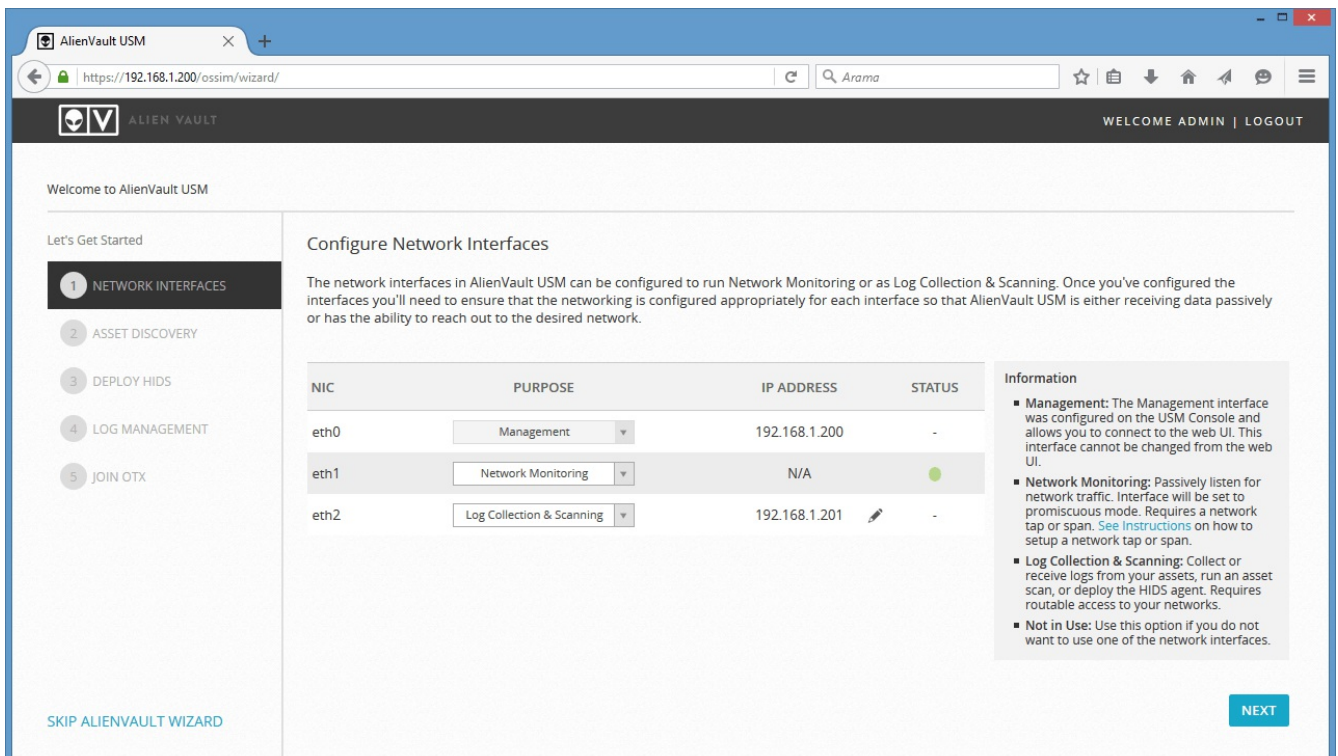 AlienVault USM
https://192.168.1.200/ossim/wizard/
Arama
ALIEN VAULT
WELCOME ADMIN | LOGOUT
Welcome to AlienVault USM
Let's Get Started
1 NETWORK INTERFACES
2 ASSET DISCOVERY
3 DEPLOY HIDS
4 LOG MANAGEMENT
5 JOIN OTX
SKIP ALIENVAULT WIZARD
Configure Network Interfaces
The network interfaces in AlienVault USM can be configured to run Network Monitoring or as Log Collection & Scanning. Once you've configured the
interfaces you'll need to ensure that the networking is configured appropriately for each interface so that AlienVault USM is either receiving data passively
or has the ability to reach out to the desired network.
NIC PURPOSE IP ADDRESS STATUS
eth0 Management 192.168.1.200 -
eth1 Network Monitoring N/A
eth2 Log Collection & Scanning 192.168.1.201 -
Information
Management: The Management interface
was configured on the USM Console and
allows you to connect to the web UI. This
interface cannot be changed from the web
UI.
Network Monitoring: Passively listen for
network traffic. Interface will be set to
promiscuous mode. Requires a network
tap or span. See Instructions on how to
setup a network tap or span.
Log Collection & Scanning: Collect or
receive logs from your assets, run an asset
scan, or deploy the HIDS agent. Requires
routable access to your networks.
Not in Use: Use this option if you do not
want to use one of the network interfaces.
NEXT